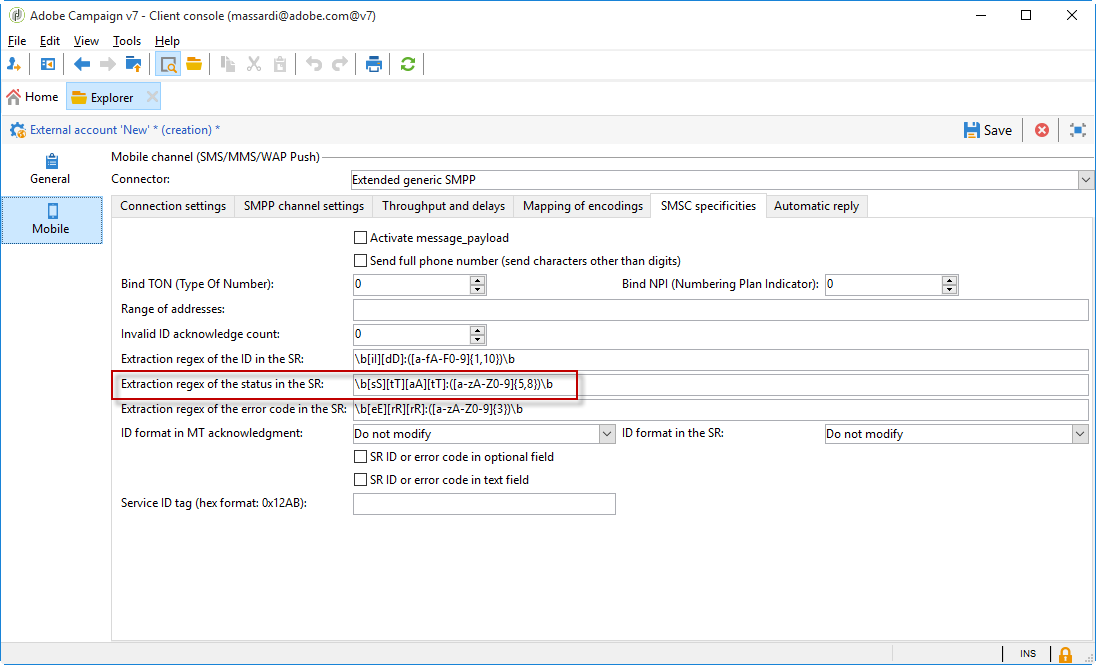 Adobe Campaign v7 - Client console (massardi@adobe.com@v7)
File Edit View Tools Help
Home Explorer
External account 'New' * (creation) * Save
General
Mobile
Mobile channel (SMS/MMS/WAP Push)
Connector: Extended generic SMPP
Connection settings SMPP channel settings Throughput and delays Mapping of encodings SMSC specificities Automatic reply
Activate message_payload
Send full phone number (send characters other than digits)
Bind TON (Type Of Number): 0 Bind NPI (Numbering Plan Indicator): 0
Range of addresses:
Invalid ID acknowledge count: 0
Extraction regex of the ID in the SR: \b[iI][dD]:([a-fA-F0-9]{1,10})\b
Extraction regex of the status in the SR: \b[sS][tT][aA][tT]:([a-zA-Z0-9]{5,8})\b
Extraction regex of the error code in the SR: \b[eE][rR][rR]:([a-zA-Z0-9]{3})\b
ID format in MT acknowledgment: Do not modify ID format in the SR: Do not modify
SR ID or error code in optional field
SR ID or error code in text field
Service ID tag (hex format: 0x12AB):
INS